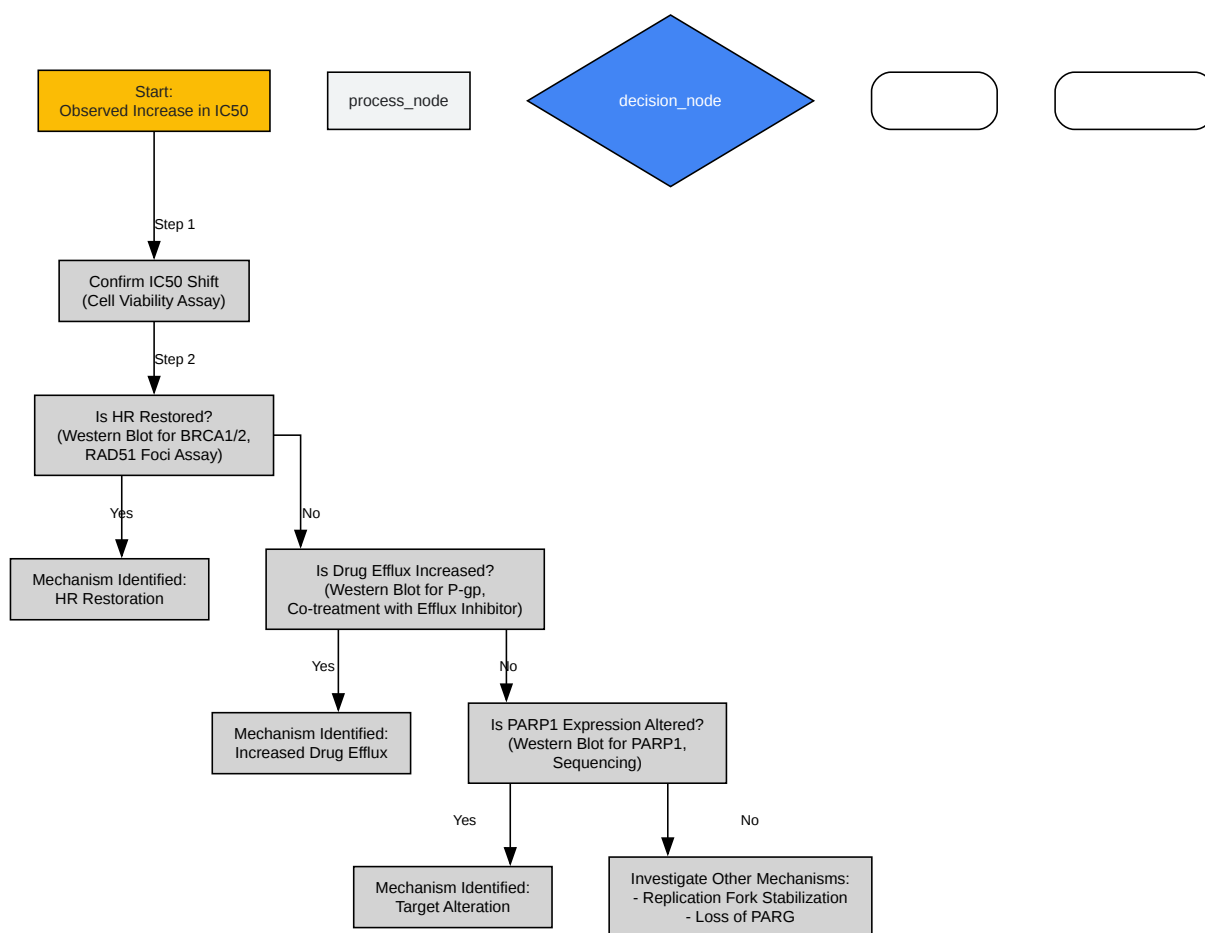 Start:
Observed Increase in IC50
process_node
decision_node
Step 1
Confirm IC50 Shift
(Cell Viability Assay)
Step 2
Is HR Restored?
(Western Blot for BRCA1/2,
RAD51 Foci Assay)
Yes
No
Mechanism Identified:
HR Restoration
Is Drug Efflux Increased?
(Western Blot for P-gp,
Co-treatment with Efflux Inhibitor)
Yes
No
Mechanism Identified:
Increased Drug Efflux
Is PARP1 Expression Altered?
(Western Blot for PARP1,
Sequencing)
Yes
No
Mechanism Identified:
Target Alteration
Investigate Other Mechanisms:
- Replication Fork Stabilization
- Loss of PARG